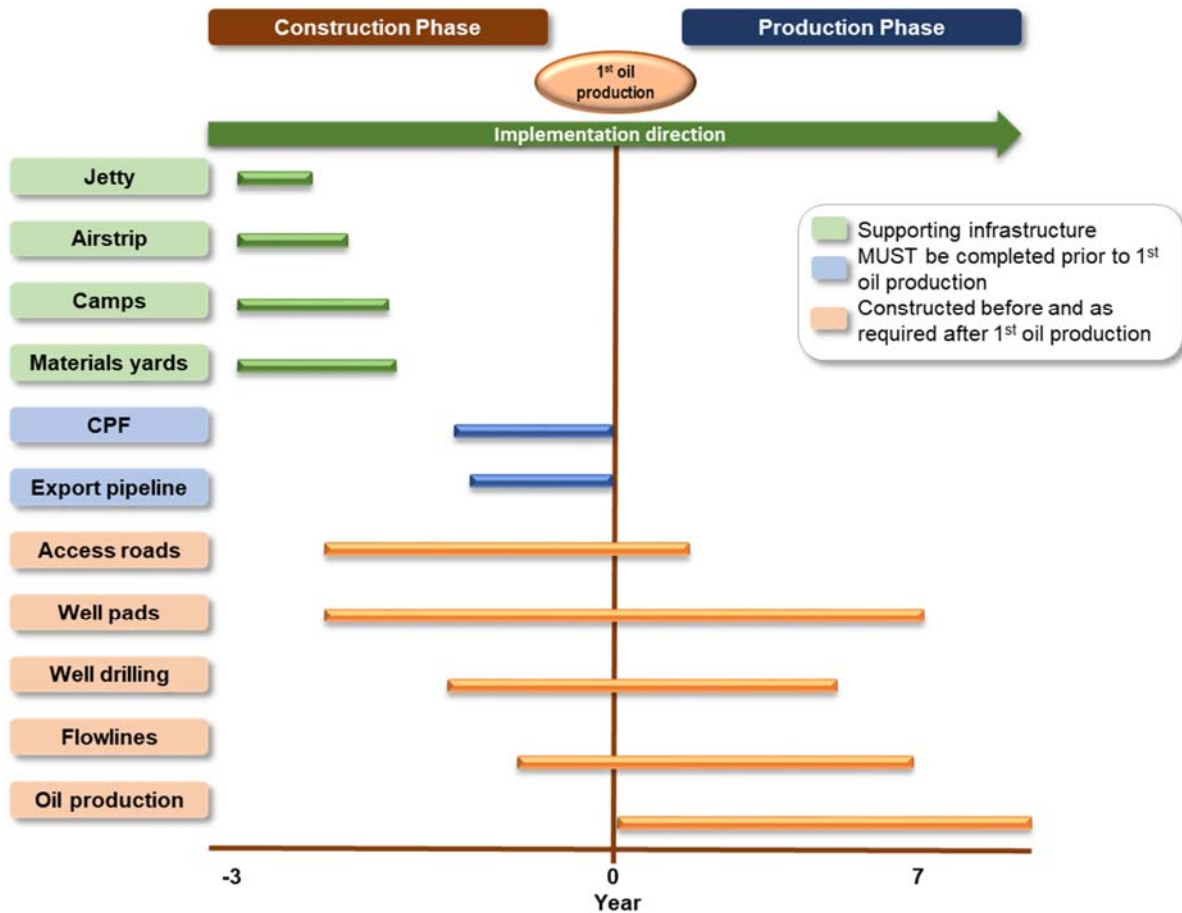 Construction Phase
Production Phase
1st oil
production
Implementation direction
Jetty
Airstrip
Camps
Materials yards
CPF
Export pipeline
Access roads
Well pads
Well drilling
Flowlines
Oil production
Supporting infrastructure
MUST be completed prior to 1st
oil production
Constructed before and as
required after 1st oil production
-3
0
7
Year